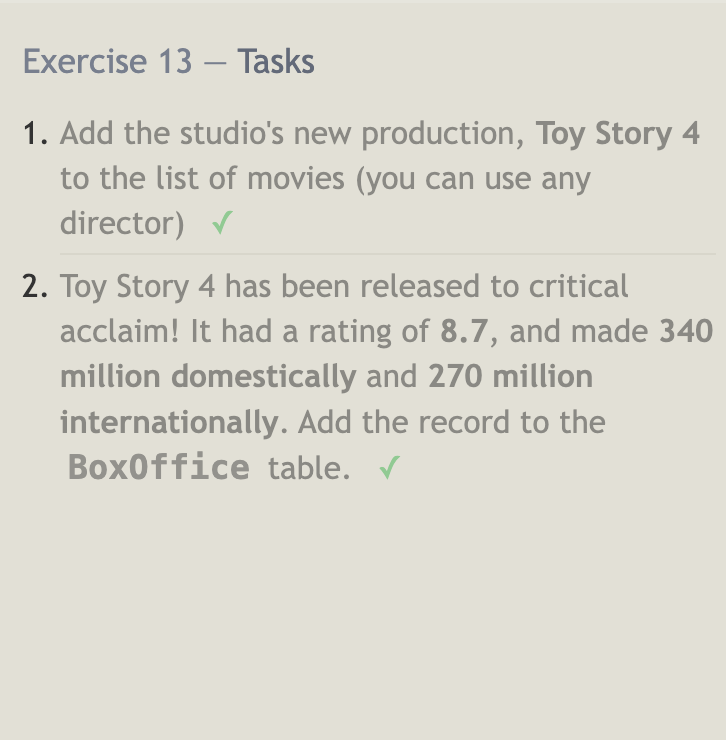 Exercise 13 — Tasks
1. Add the studio's new production, Toy Story 4
to the list of movies (you can use any
director) ✓
2. Toy Story 4 has been released to critical
acclaim! It had a rating of 8.7, and made 340
million domestically and 270 million
internationally. Add the record to the
BoxOffice table. ✓